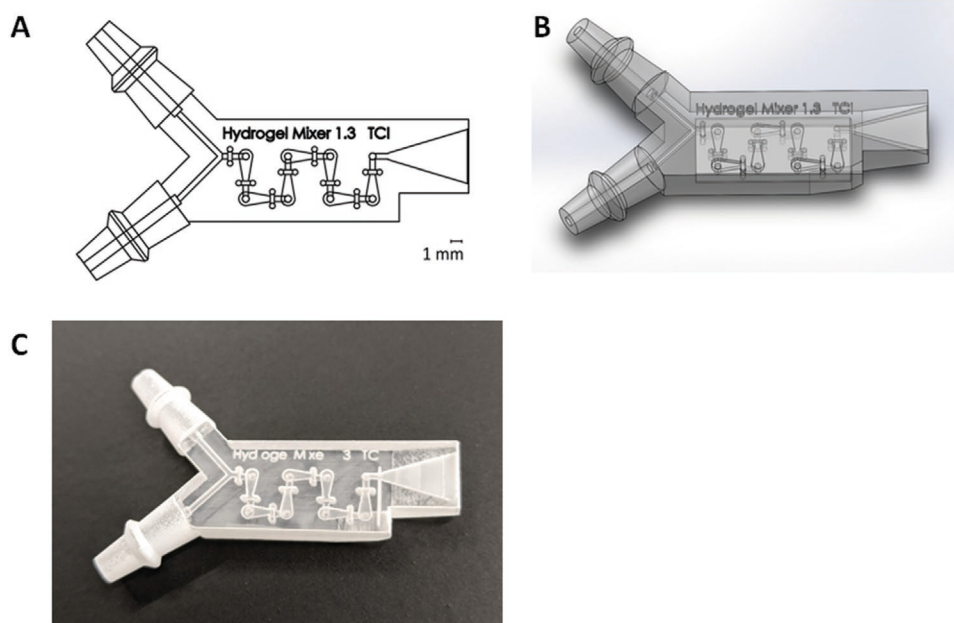 A
Hydrogel Mixer 1.3 TCI
1 mm
B
Hydrogel Mixer 1.3 TCI
C
Hyd oge M xe 3 TC